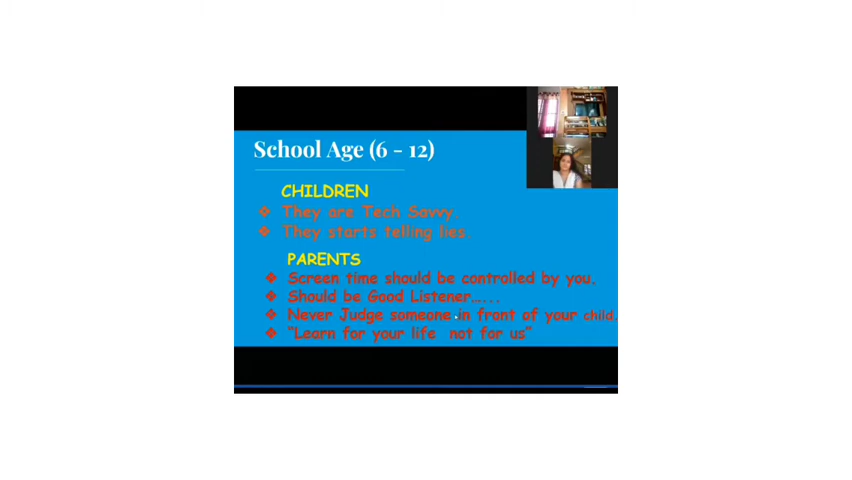 School Age (6 - 12)
CHILDREN
❖ They are Tech Savvy.
❖ They starts telling lies.
PARENTS
❖ Screen time should be controlled by you.
❖ Should be Good Listener…...
❖ Never Judge someone in front of your child.
❖ “Learn for your life not for us”